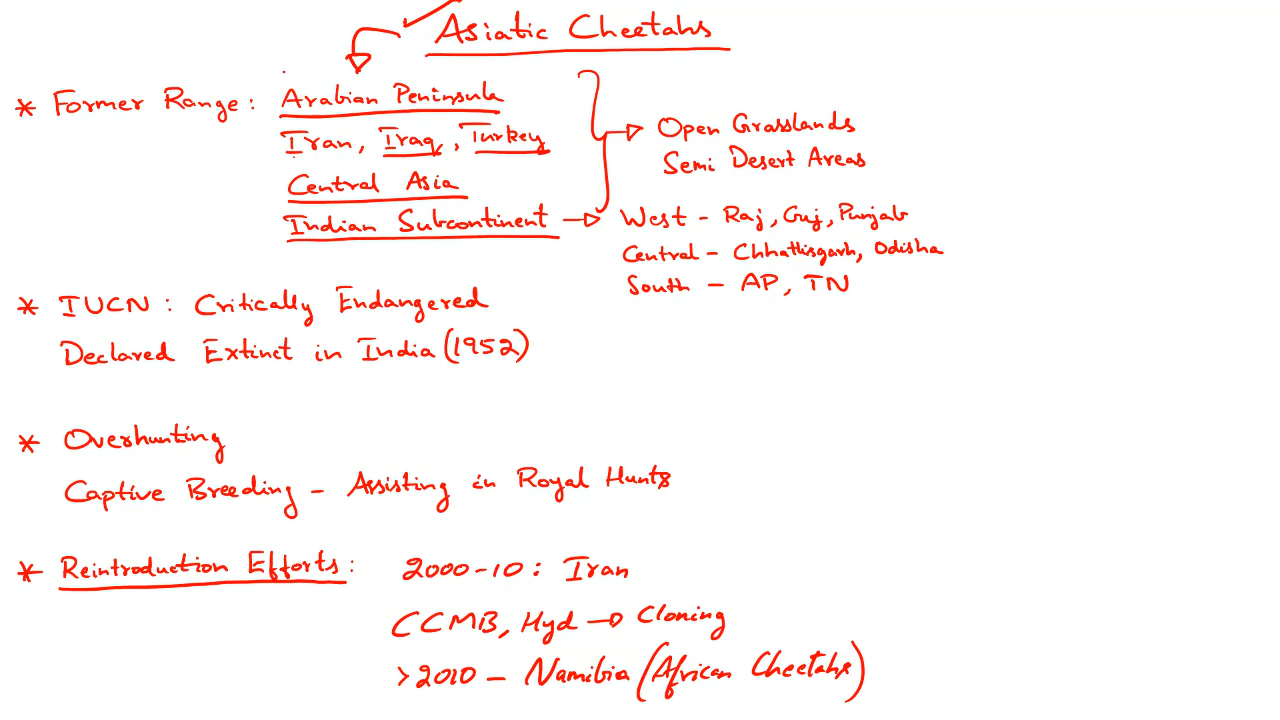 Asiatic Cheetahs
* Former Range: Arabian Peninsula
Iran, Iraq, Turkey
Central Asia
Indian Subcontinent
Open Grasslands
Semi Desert Areas
West - Raj, Guj, Punjab
Central - Chhattisgarh, Odisha
South - AP, TN
* IUCN: Critically Endangered
Declared Extinct in India (1952)
* Overhunting
Captive Breeding - Assisting in Royal Hunts
* Reintroduction Efforts: 2000-10: Iran
CCMB, Hyd → Cloning
>2010 - Namibia (African Cheetahs)